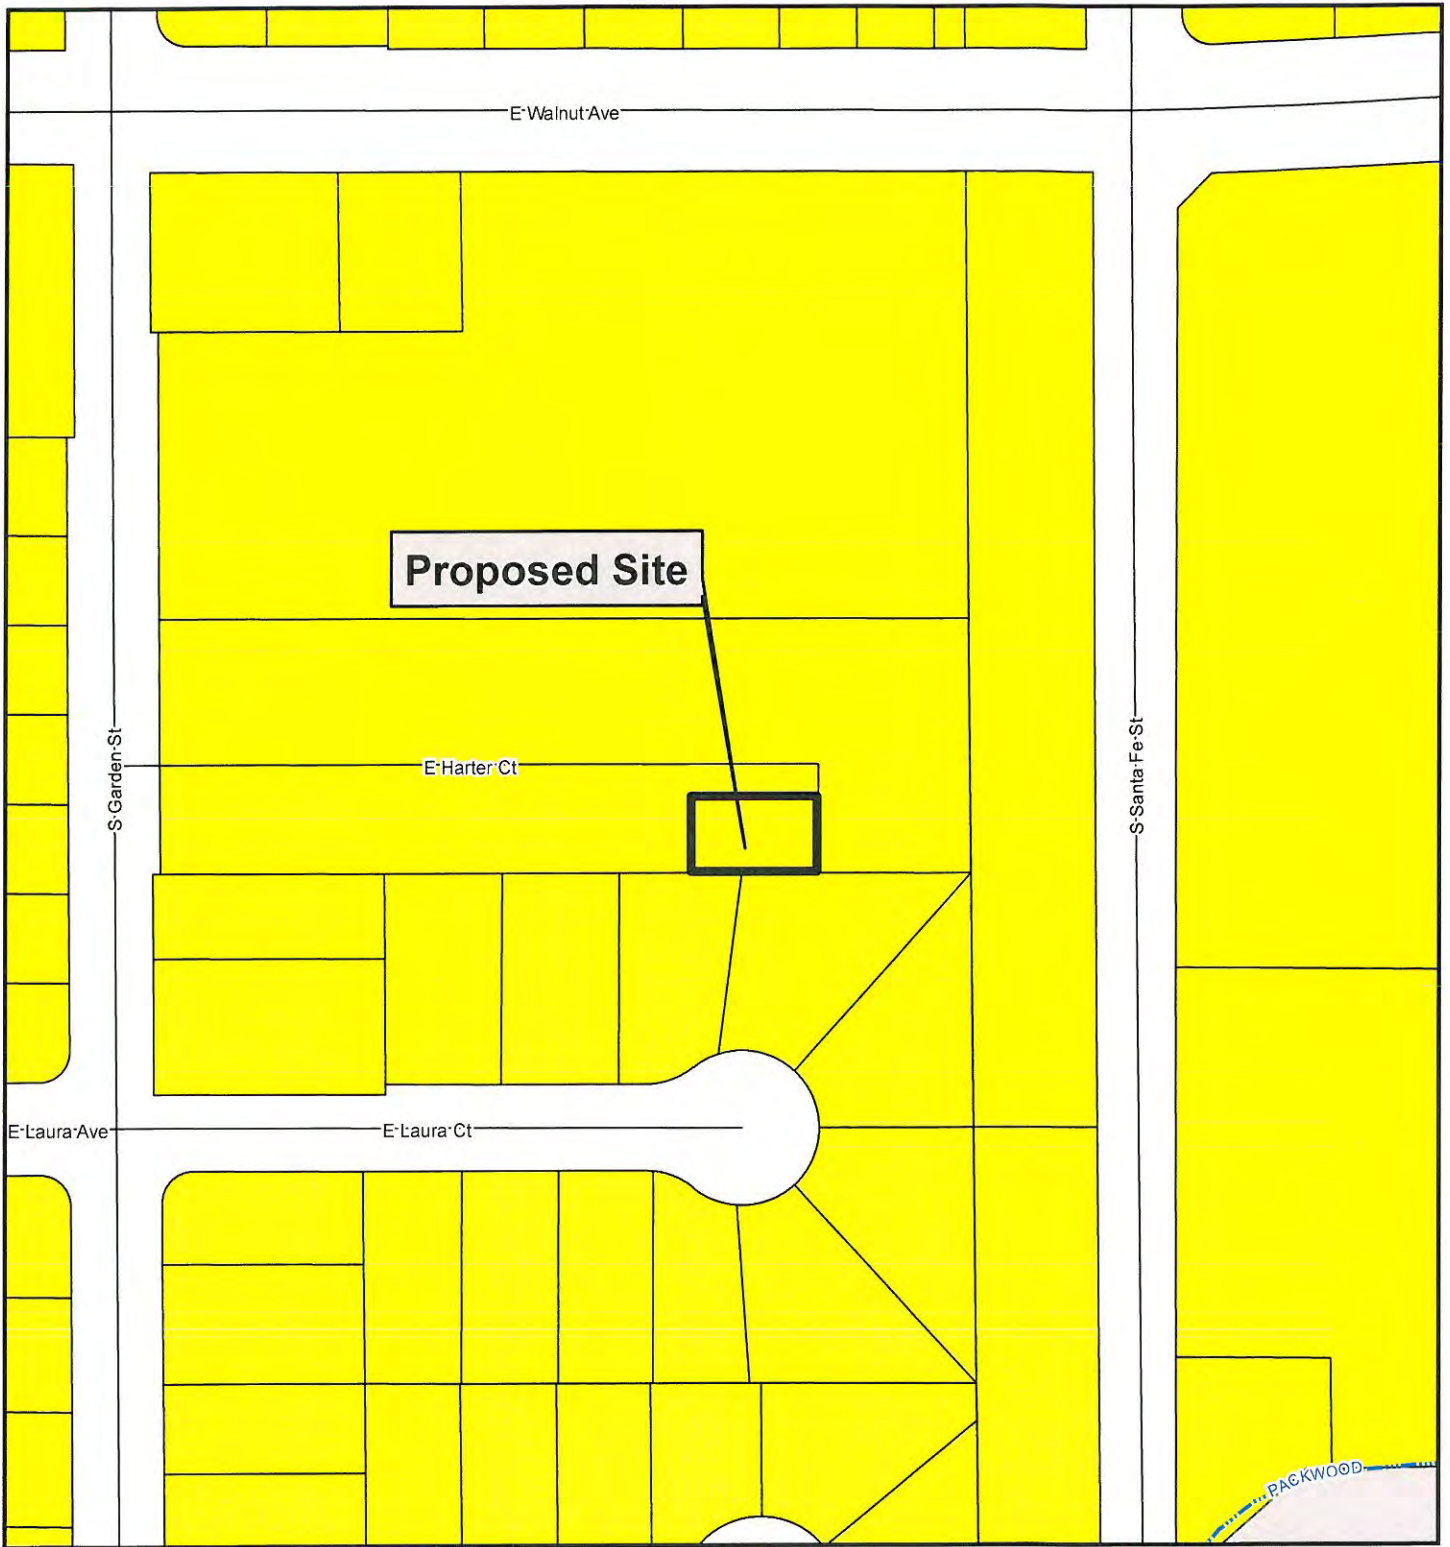 E Walnut Ave
Proposed Site
S Garden St
E Harter Ct
S Santa Fe St
E Laura Ave
E Laura Ct
PACKWOOD